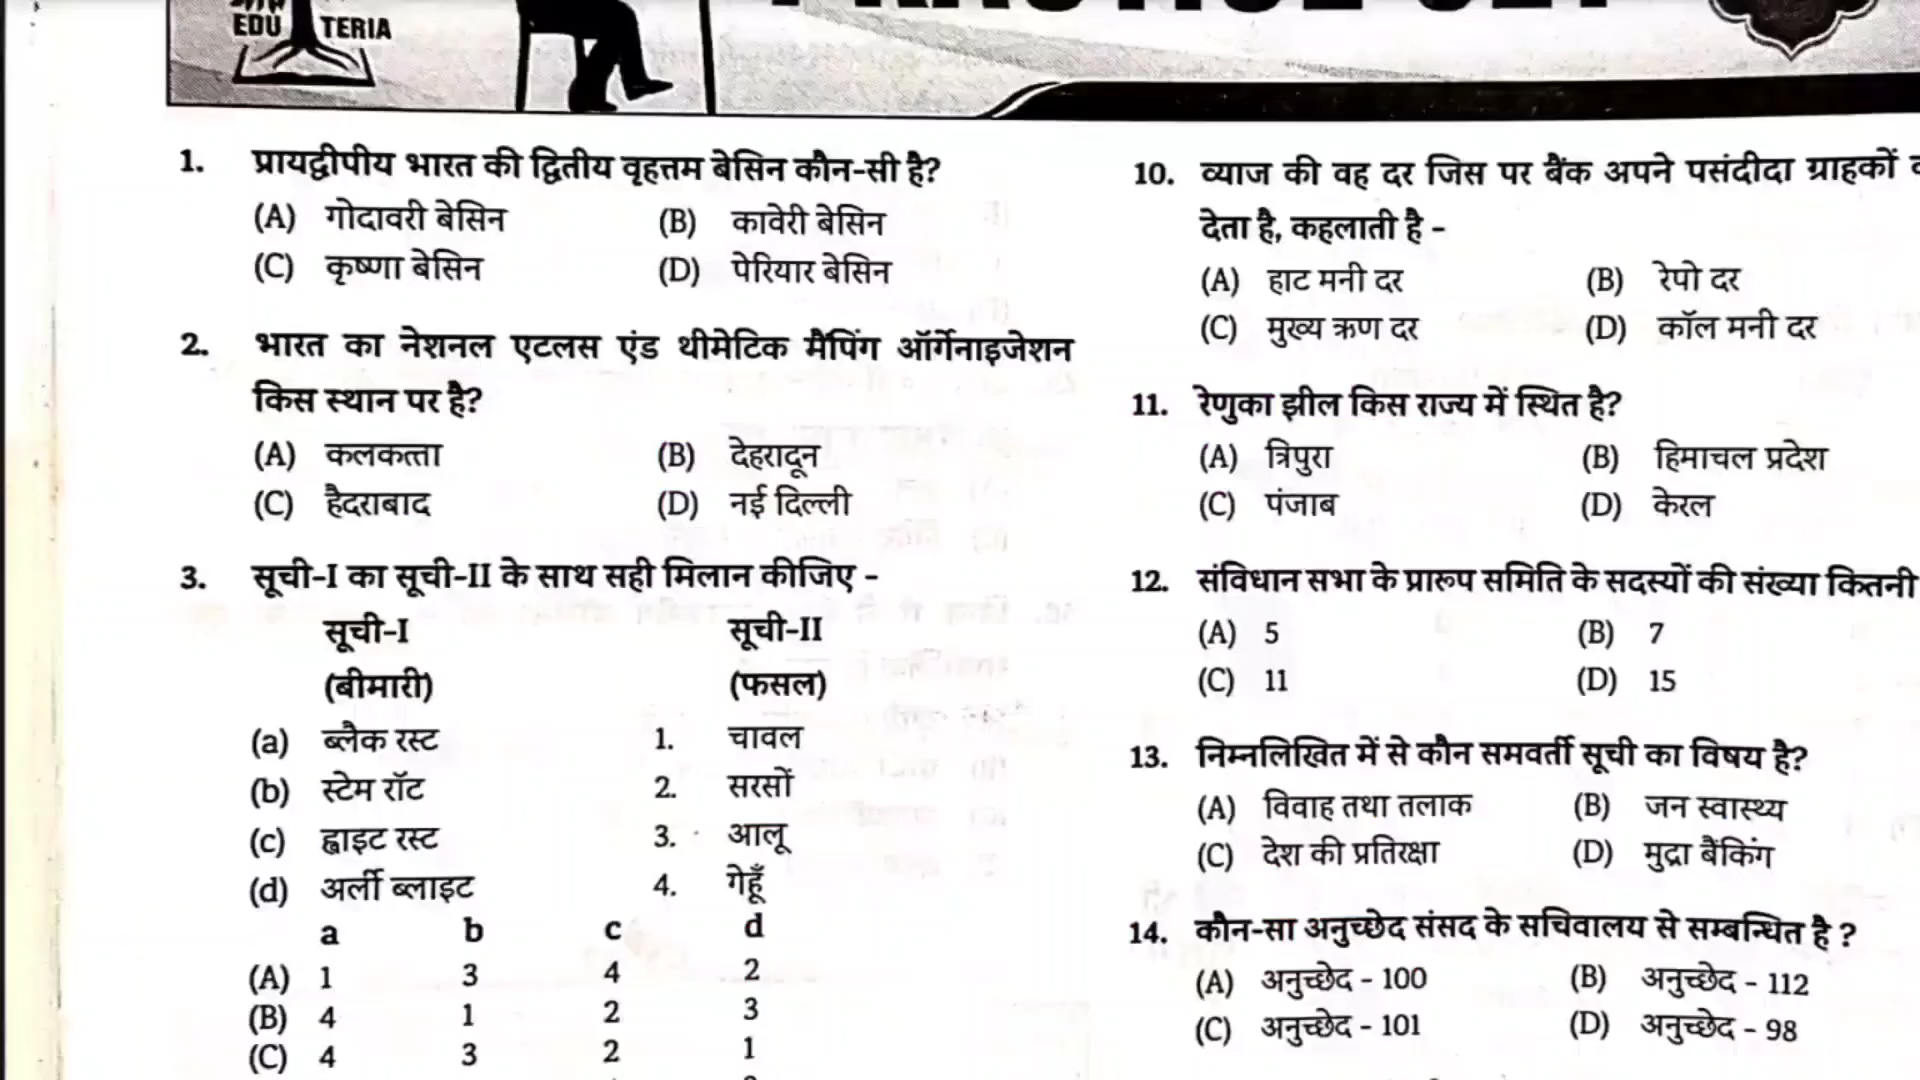 EDU TERIA
1. प्रायद्वीपीय भारत की द्वितीय वृहत्तम बेसिन कौन-सी है?
(A) गोदावरी बेसिन (B) कावेरी बेसिन
(C) कृष्णा बेसिन (D) पेरियार बेसिन
2. भारत का नेशनल एटलस एंड थीमेटिक मैपिंग ऑर्गेनाइजेशन
किस स्थान पर है?
(A) कलकत्ता (B) देहरादून
(C) हैदराबाद (D) नई दिल्ली
3. सूची-I का सूची-II के साथ सही मिलान कीजिए -
सूची-I सूची-II
(बीमारी) (फसल)
(a) ब्लैक रस्ट 1. चावल
(b) स्टेम रॉट 2. सरसों
(c) ह्वाइट रस्ट 3. आलू
(d) अर्ली ब्लाइट 4. गेहूँ
a b c d
(A) 1 3 4 2
(B) 4 1 2 3
(C) 4 3 2 1
10. व्याज की वह दर जिस पर बैंक अपने पसंदीदा ग्राहकों
देता है, कहलाती है -
(A) हाट मनी दर (B) रेपो दर
(C) मुख्य ऋण दर (D) कॉल मनी दर
11. रेणुका झील किस राज्य में स्थित है?
(A) त्रिपुरा (B) हिमाचल प्रदेश
(C) पंजाब (D) केरल
12. संविधान सभा के प्रारूप समिति के सदस्यों की संख्या कितनी
(A) 5 (B) 7
(C) 11 (D) 15
13. निम्नलिखित में से कौन समवर्ती सूची का विषय है?
(A) विवाह तथा तलाक (B) जन स्वास्थ्य
(C) देश की प्रतिरक्षा (D) मुद्रा बैंकिंग
14. कौन-सा अनुच्छेद संसद के सचिवालय से सम्बन्धित है ?
(A) अनुच्छेद - 100 (B) अनुच्छेद - 112
(C) अनुच्छेद - 101 (D) अनुच्छेद - 98